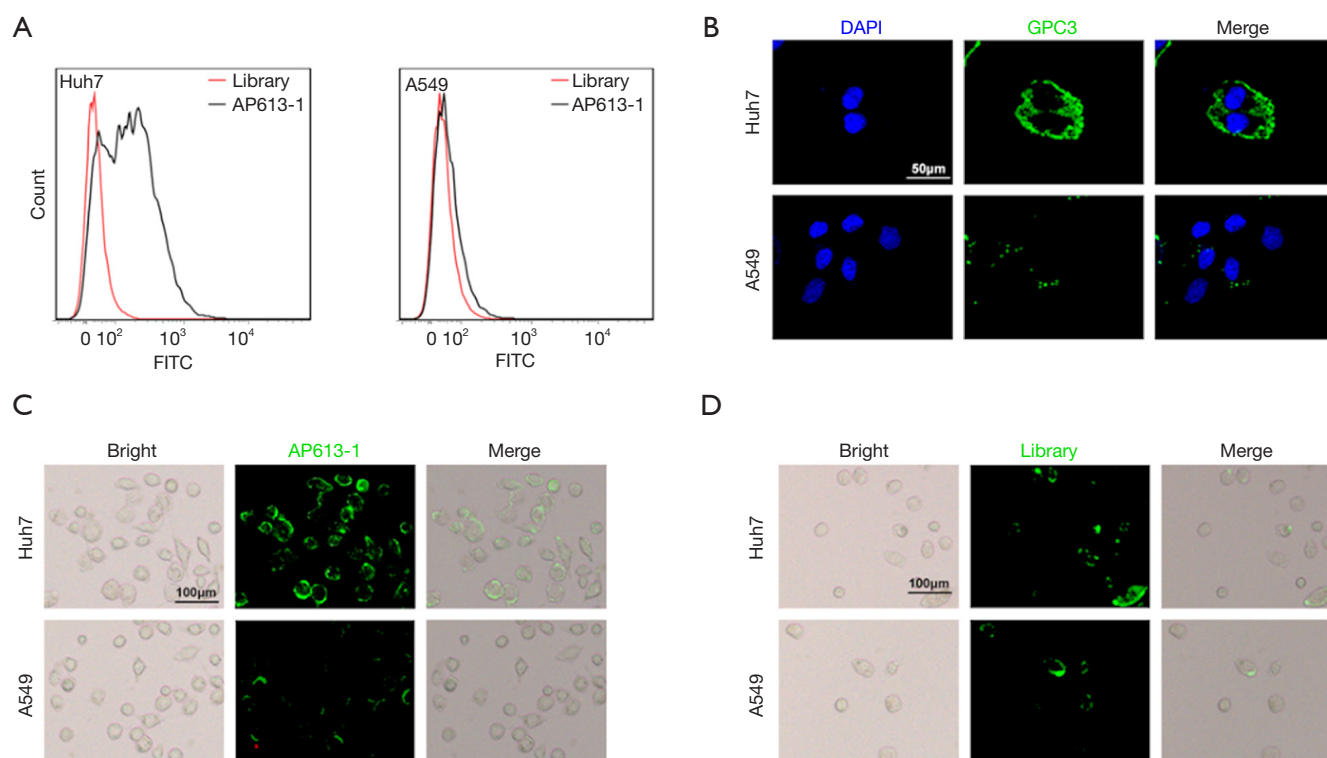 A
Huh7
Library
AP613-1
Count
0 10² 10³ 10⁴
FITC
A549
Library
AP613-1
0 10² 10³ 10⁴
FITC
B
DAPI GPC3 Merge
Huh7
50μm
A549
C
Bright AP613-1 Merge
Huh7
100μm
A549
D
Bright Library Merge
Huh7
100μm
A549